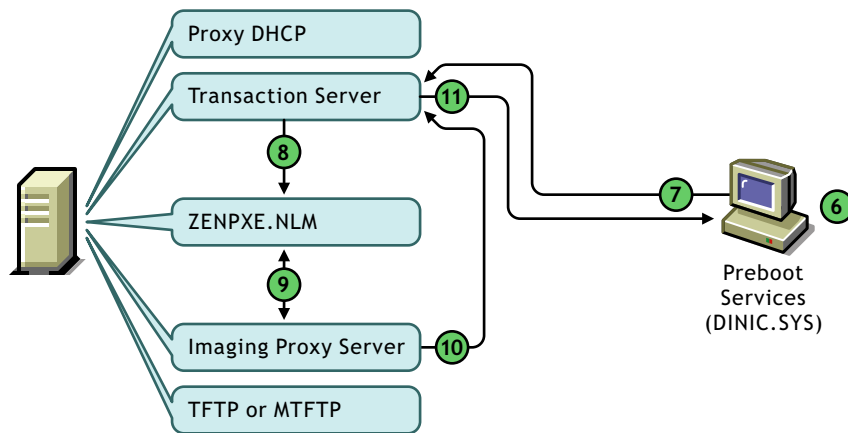 Proxy DHCP
Transaction Server
11
8
7
6
ZENPXE.NLM
9
Preboot
Services
(DINIC.SYS)
Imaging Proxy Server
10
TFTP or MTFTP